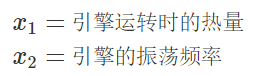 x₁ = 引擎运转时的热量
x₂ = 引擎的振荡频率